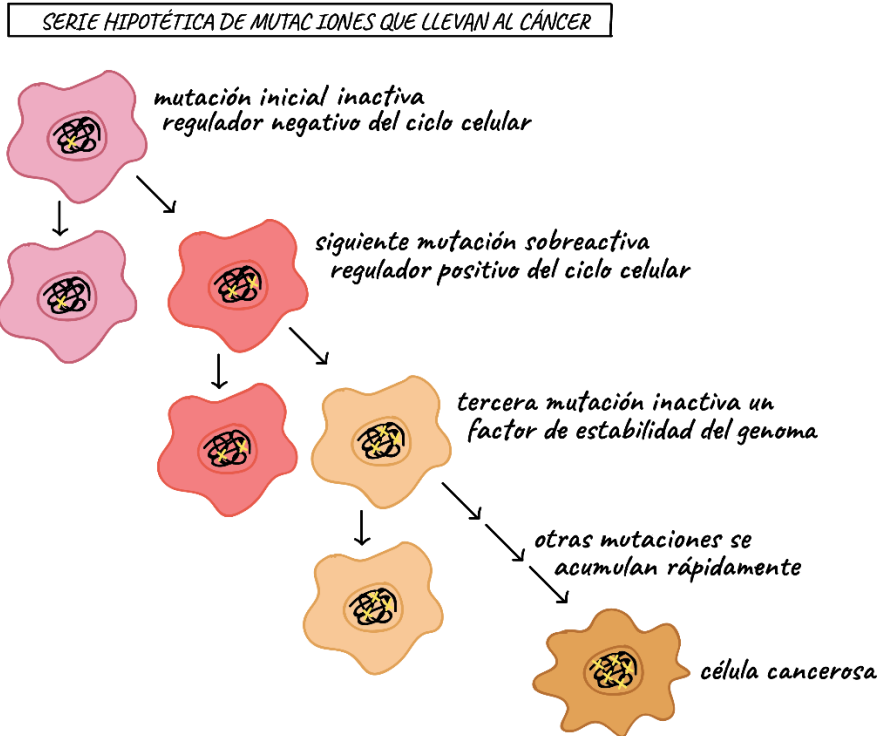 SERIE HIPOTÉTICA DE MUTAC IONES QUE LLEVAN AL CÁNCER
mutación inicial inactiva
regulador negativo del ciclo celular
siguiente mutación sobreactiva
regulador positivo del ciclo celular
tercera mutación inactiva un
factor de estabilidad del genoma
otras mutaciones se
acumulan rápidamente
célula cancerosa